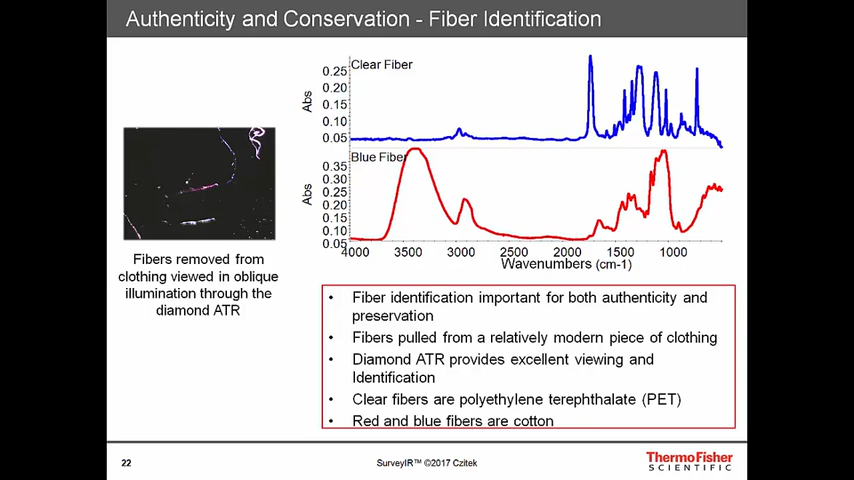 Authenticity and Conservation - Fiber Identification
Clear Fiber
Abs
0.25
0.20
0.15
0.10
0.05
Blue Fiber
Abs
0.35
0.30
0.25
0.20
0.15
0.10
0.05
4000 3500 3000 2500 2000 1500 1000
Wavenumbers (cm-1)
Fibers removed from
clothing viewed in oblique
illumination through the
diamond ATR
• Fiber identification important for both authenticity and
preservation
• Fibers pulled from a relatively modern piece of clothing
• Diamond ATR provides excellent viewing and
Identification
• Clear fibers are polyethylene terephthalate (PET)
• Red and blue fibers are cotton
22
SurveyIR™ ©2017 Czitek
ThermoFisher
SCIENTIFIC